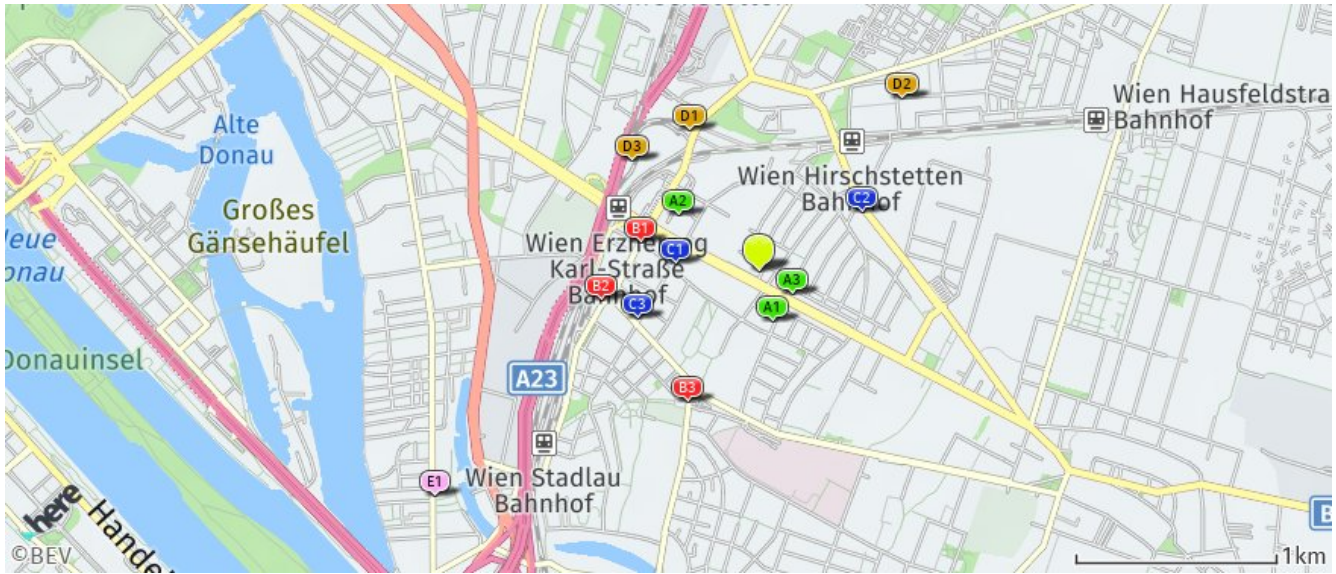 Alte
Donau
D2
Wien Hausfeldstra
Bahnhof
D1
D3
Wien Hirschstetten
Bahnhof
C2
Großes
Gänsehäufel
A2
B1
C1
Wien Erzherzog
Karl-Straße
Bahnhof
B2
C3
A3
A1
Donauinsel
A23
B3
Wien Stadlau
Bahnhof
E1
here
Handel
B
©BEV
1km